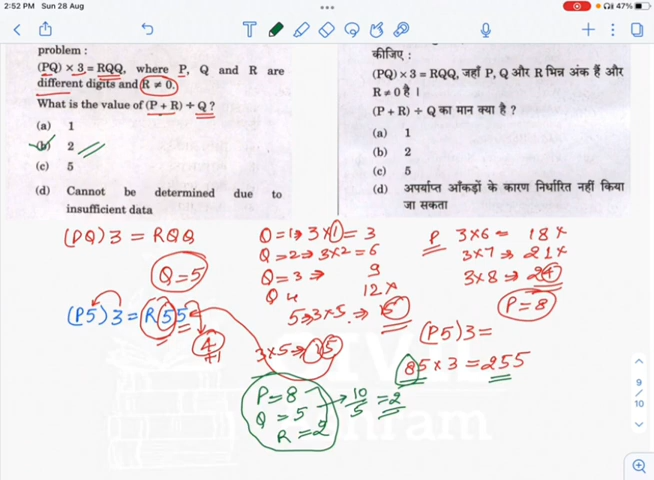 2:52 PM Sun 28 Aug
47%
problem :
(PQ) × 3 = RQQ, where P, Q and R are
different digits and R ≠ 0.
What is the value of (P + R) ÷ Q ?
(a) 1
(b) 2
(c) 5
(d) Cannot be determined due to
insufficient data
कीजिए :
(PQ) × 3 = RQQ, जहाँ P, Q और R भिन्न अंक हैं और
R ≠ 0 है ।
(P + R) ÷ Q का मान क्या है ?
(a) 1
(b) 2
(c) 5
(d) अपर्याप्त आँकड़ों के कारण निर्धारित नहीं किया
जा सकता
(PQ)3 = RQQ
Q=5
(P5)3 = R55
4
+1
Q=1⇒ 3×1 = 3
Q=2⇒ 3×2 = 6
Q=3 ⇒ 9
Q 4 12×
5⇒3×5 ⇒ 15
3×5⇒ 15
P 3×6 = 18×
3×7 ⇒ 21×
3×8 ⇒ 24
P=8
(P5)3 =
85×3 = 255
P=8
Q=5
R=2
10/5 = 2
9
/
10